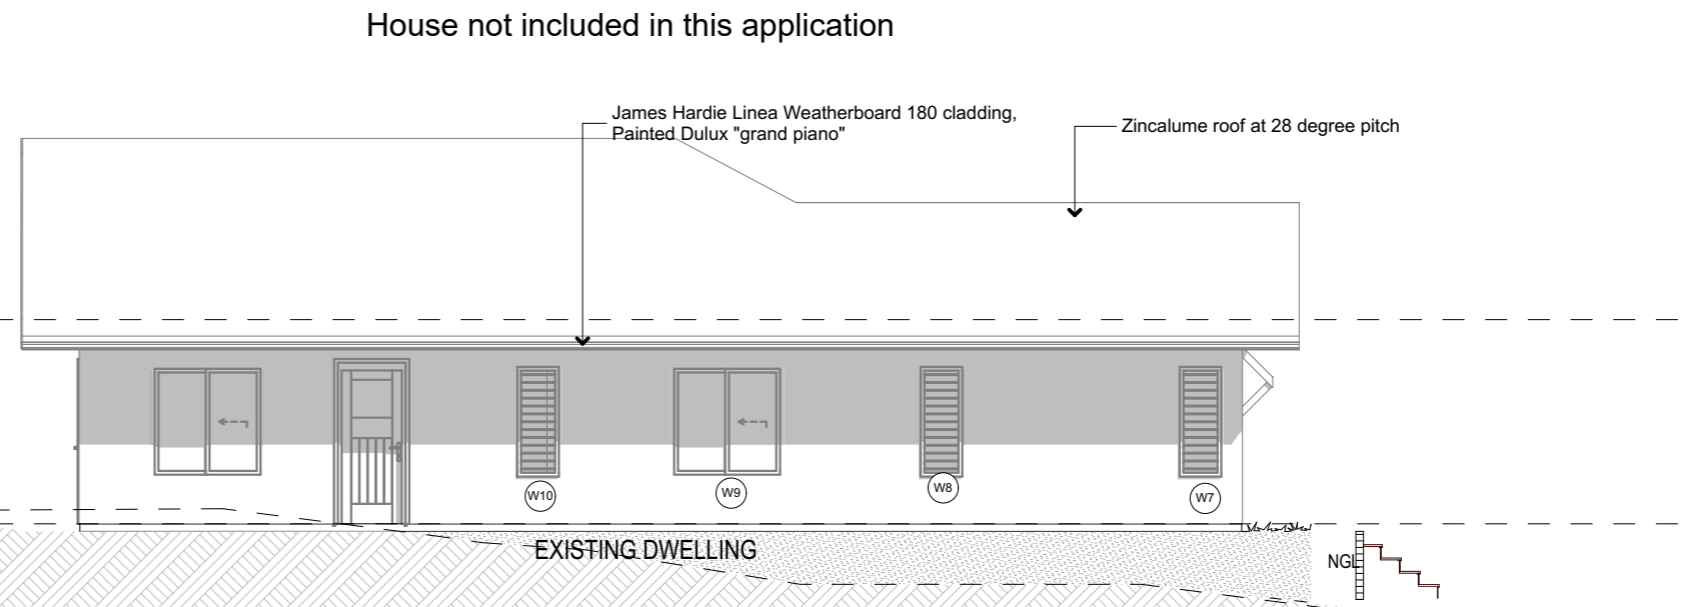 House not included in this application
James Hardie Linea Weatherboard 180 cladding,
Painted Dulux "grand piano"
Zincalume roof at 28 degree pitch
W10
W9
W8
W7
EXISTING DWELLING
NGL